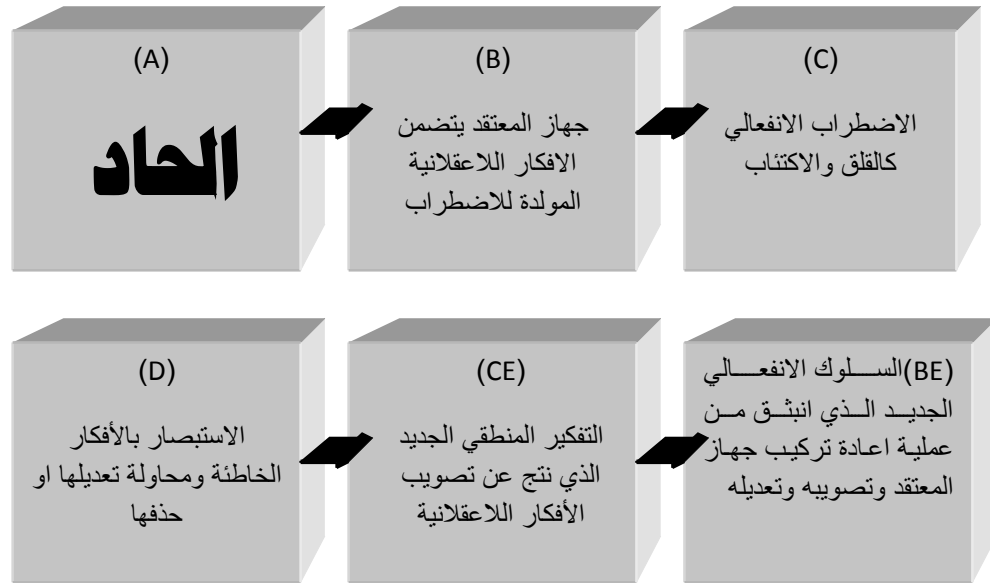 (A)
الحاد
(B)
جهاز المعتقد يتضمن
الافكار اللاعقلانية
المولدة للاضطراب
(C)
الاضطراب الانفعالي
كالقلق والاكتئاب
(D)
الاستبصار بالأفكار
الخاطئة ومحاولة تعديلها او
حذفها
(CE)
التفكير المنطقي الجديد
الذي نتج عن تصويب
الأفكار اللاعقلانية
(BE)السلوك الانفعالي
الجديد الذي انبثق من
عملية اعادة تركيب جهاز
المعتقد وتصويبه وتعديله